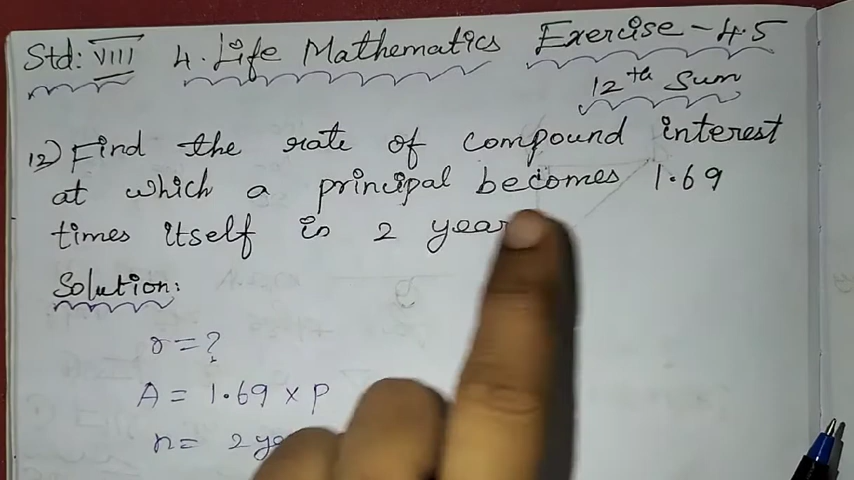 Std: VIII 4. Life Mathematics Exercise - 4.5
12th Sum
12) Find the rate of compound interest
at which a principal becomes 1.69
times itself in 2
Solution:
r = ?
A = 1.69 × P
n = 2